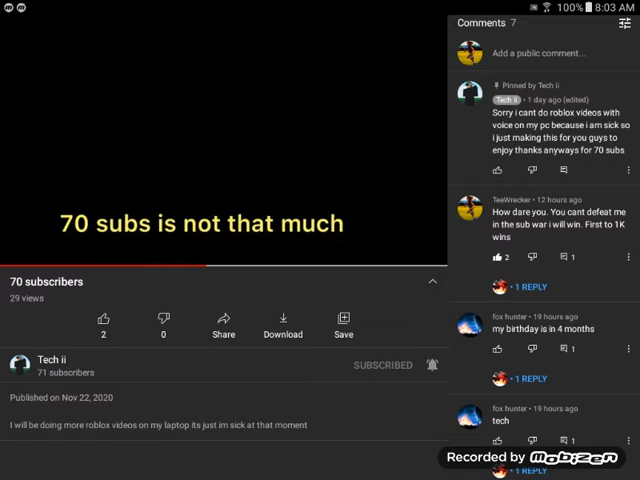 100% 8:03 AM
70 subs is not that much
70 subscribers
29 views
2
0
Share
Download
Save
Tech ii
71 subscribers
SUBSCRIBED
Published on Nov 22, 2020
I will be doing more roblox videos on my laptop its just im sick at that moment
Comments 7
Add a public comment...
Pinned by Tech ii
Tech ii • 1 day ago (edited)
Sorry i cant do roblox videos with
voice on my pc because i am sick so
i just making this for you guys to
enjoy thanks anyways for 70 subs
TeeWrecker • 12 hours ago
How dare you. You cant defeat me
in the sub war i will win. First to 1K
wins
2
1
• 1 REPLY
fox hunter • 19 hours ago
my birthday is in 4 months
1
• 1 REPLY
fox hunter • 19 hours ago
tech
1
• 1 REPLY
Recorded by MOBIZEN